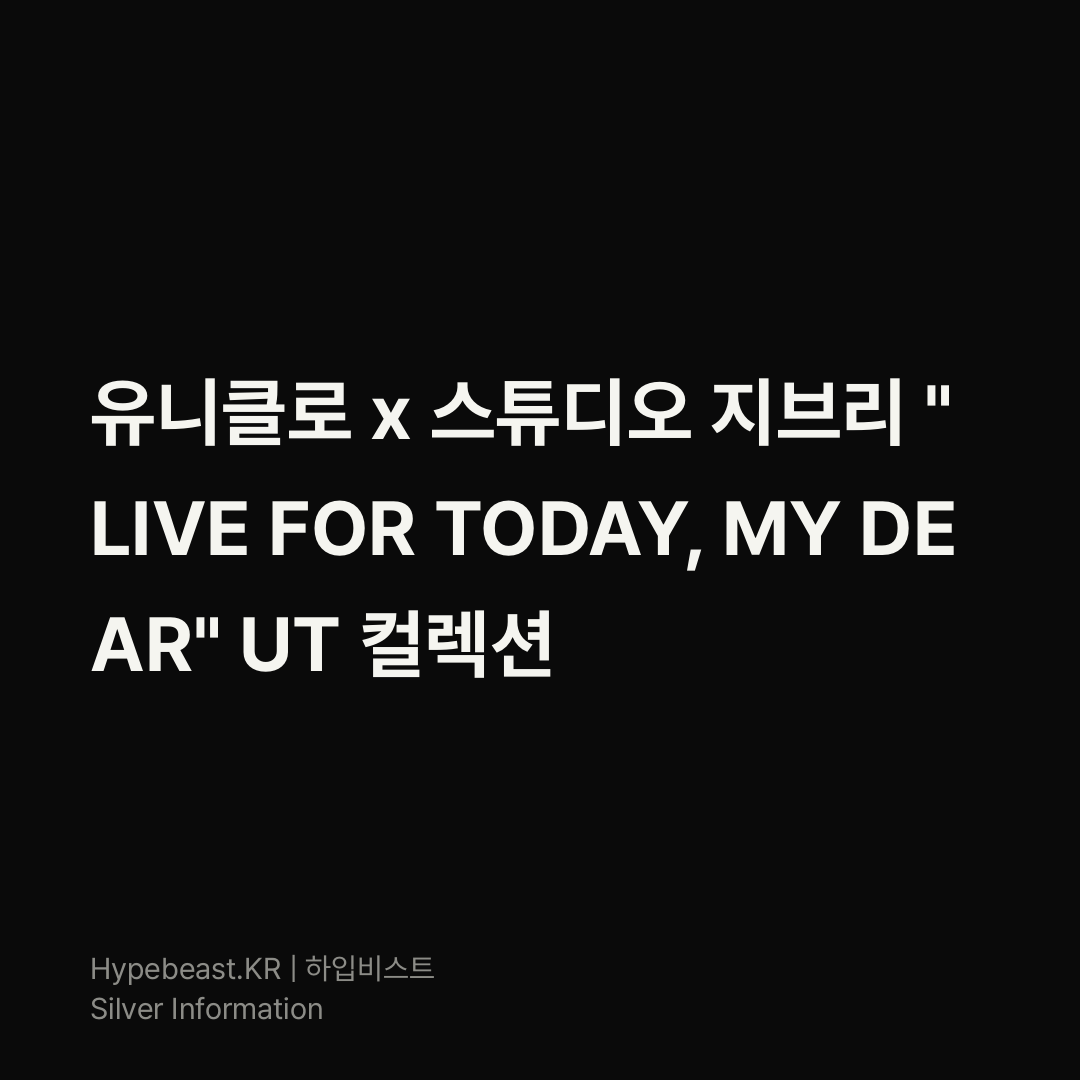 유니클로 x 스튜디오 지브리 "
LIVE FOR TODAY, MY DE
AR" UT 컬렉션
Hypebeast.KR | 하입비스트
Silver Information